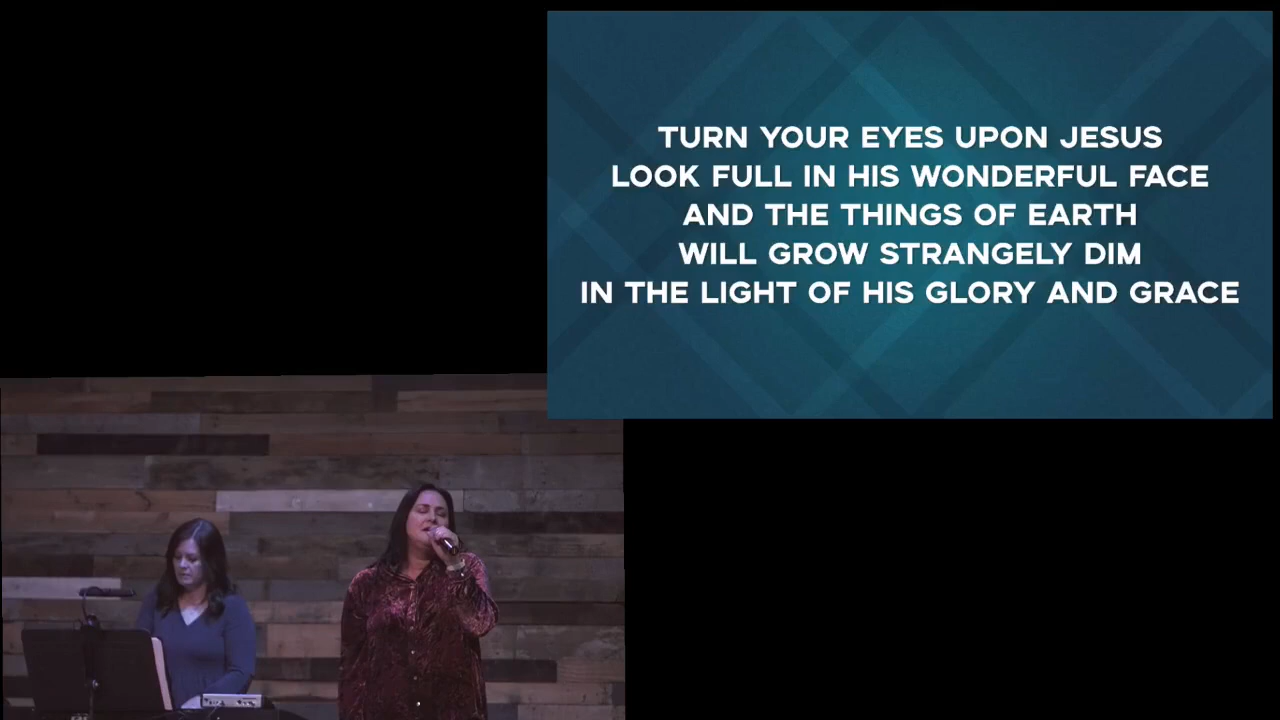 TURN YOUR EYES UPON JESUS
LOOK FULL IN HIS WONDERFUL FACE
AND THE THINGS OF EARTH
WILL GROW STRANGELY DIM
IN THE LIGHT OF HIS GLORY AND GRACE